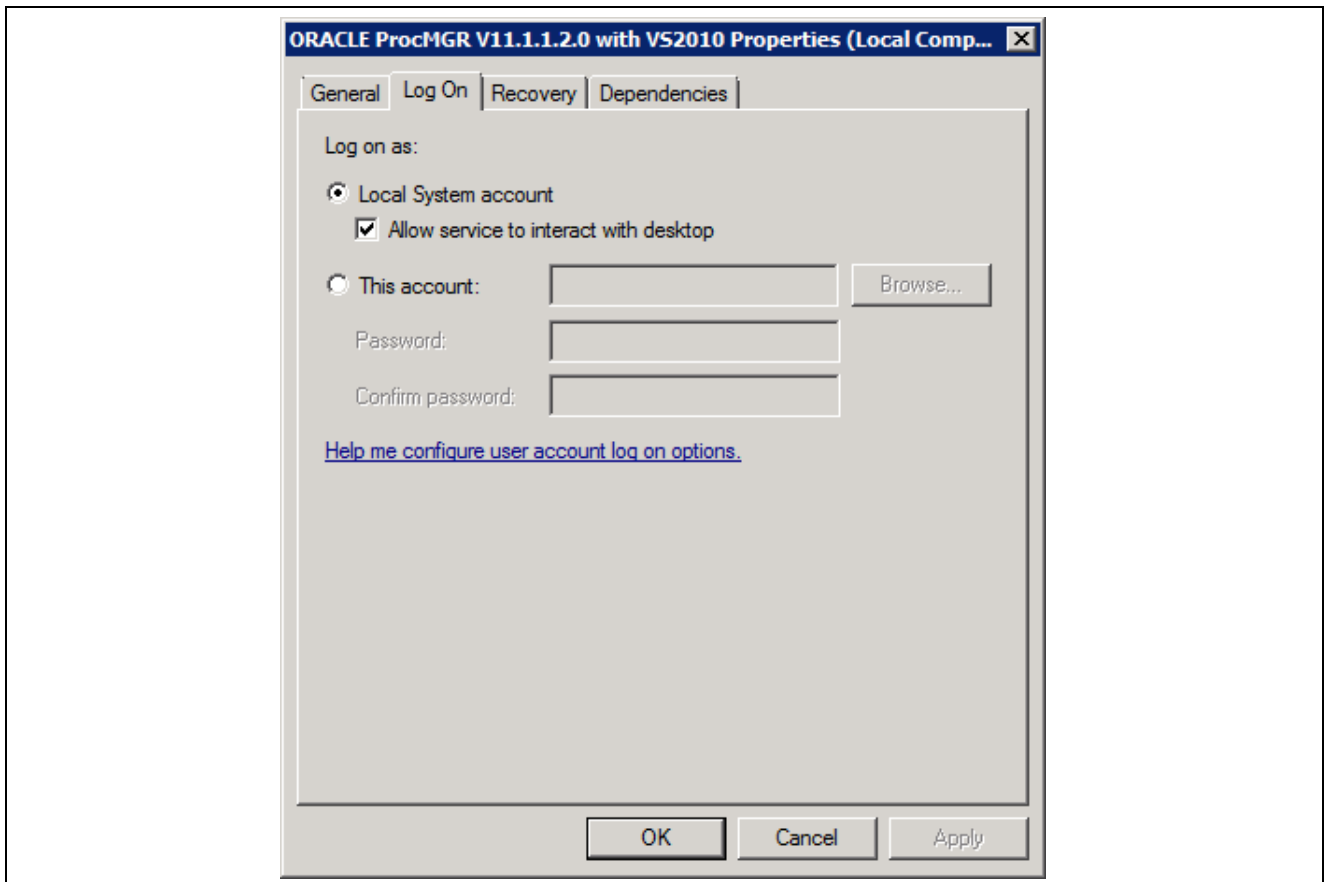 ORACLE ProcMGR V11.1.1.2.0 with VS2010 Properties (Local Comp...
General Log On Recovery Dependencies
Log on as:
Local System account
Allow service to interact with desktop
This account: Browse...
Password:
Confirm password:
Help me configure user account log on options.
OK Cancel Apply